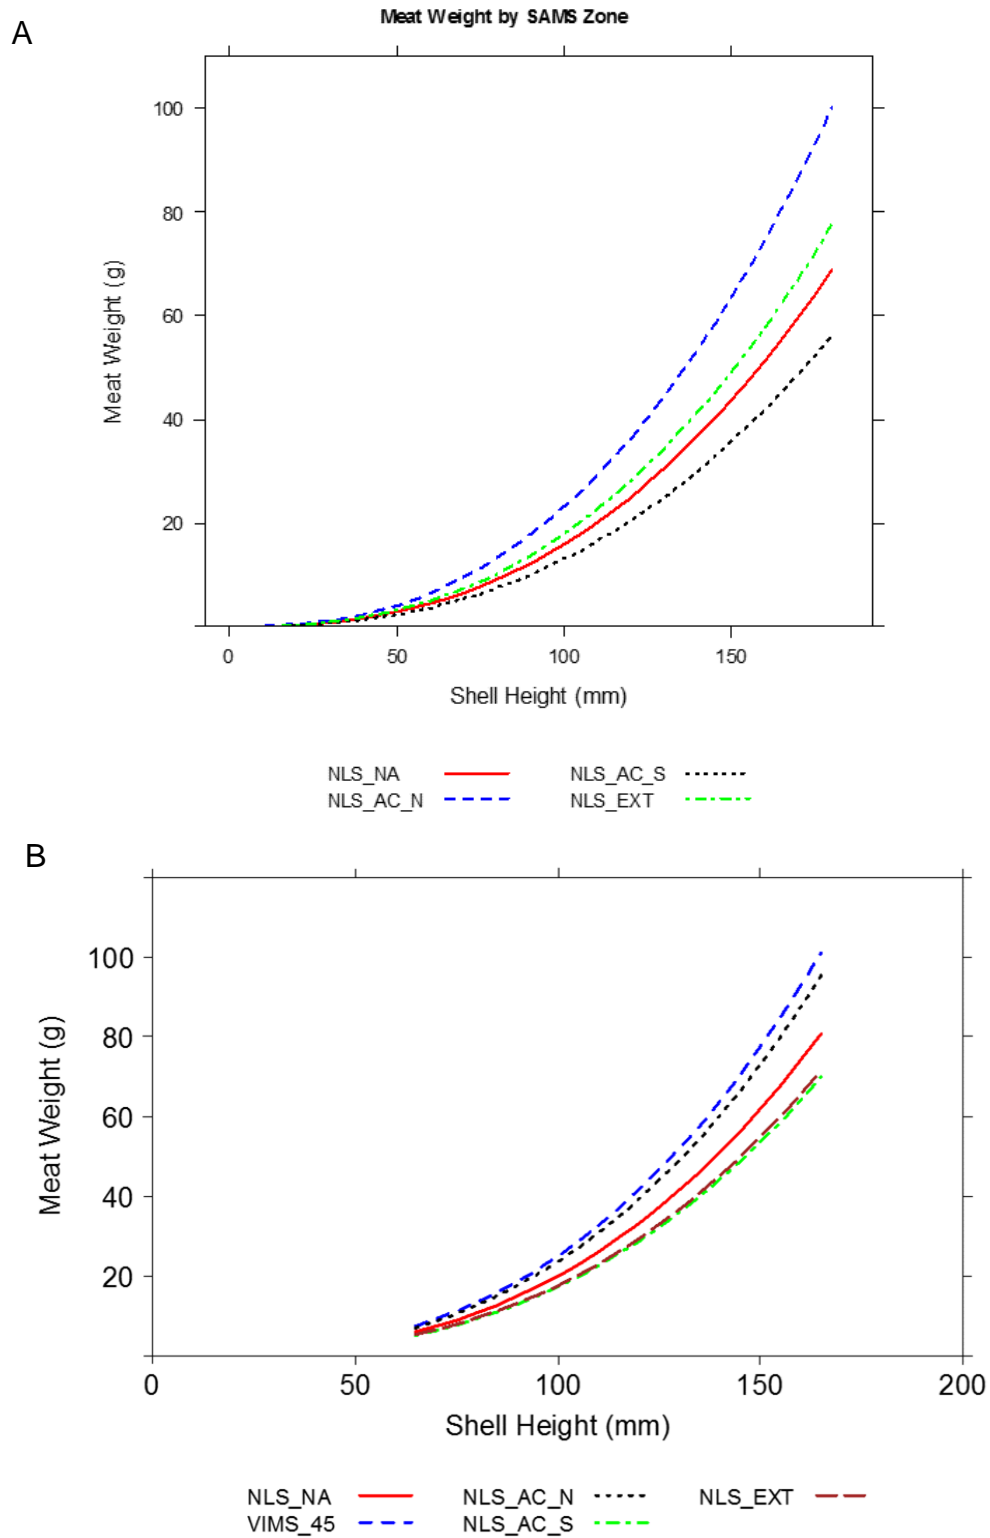 A
Meat Weight by SAMS Zone
100
80
60
40
20
Meat Weight (g)
0 50 100 150
Shell Height (mm)
NLS_NA NLS_AC_S
NLS_AC_N NLS_EXT
B
100
80
60
40
20
Meat Weight (g)
0 50 100 150 200
Shell Height (mm)
NLS_NA NLS_AC_N NLS_EXT
VIMS_45 NLS_AC_S